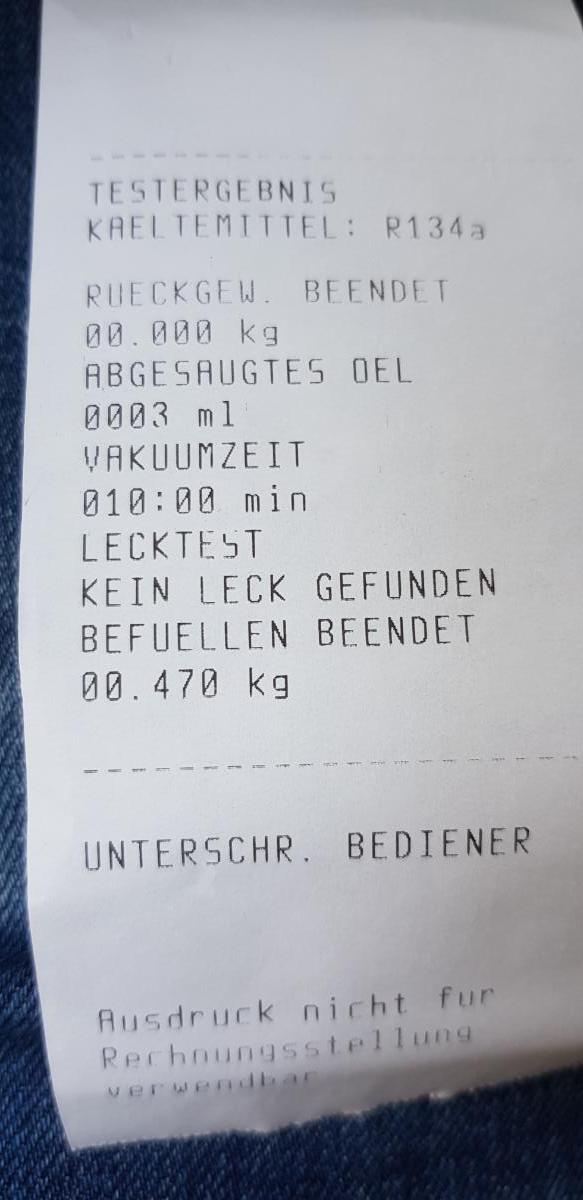 TESTERGEBNIS
KAELTEMITTEL: R134a
RUECKGEW. BEENDET
00.000 kg
ABGESAUGTES OEL
0003 ml
VAKUUMZEIT
010:00 min
LECKTEST
KEIN LECK GEFUNDEN
BEFUELLEN BEENDET
00.470 kg
UNTERSCHR. BEDIENER
Ausdruck nicht fur
Rechnungsstellung
verwendbar